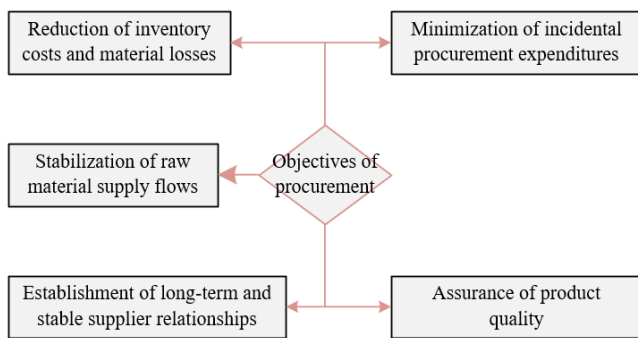 Reduction of inventory
costs and material losses
Minimization of incidental
procurement expenditures
Stabilization of raw
material supply flows
Objectives of
procurement
Establishment of long-term and
stable supplier relationships
Assurance of product
quality